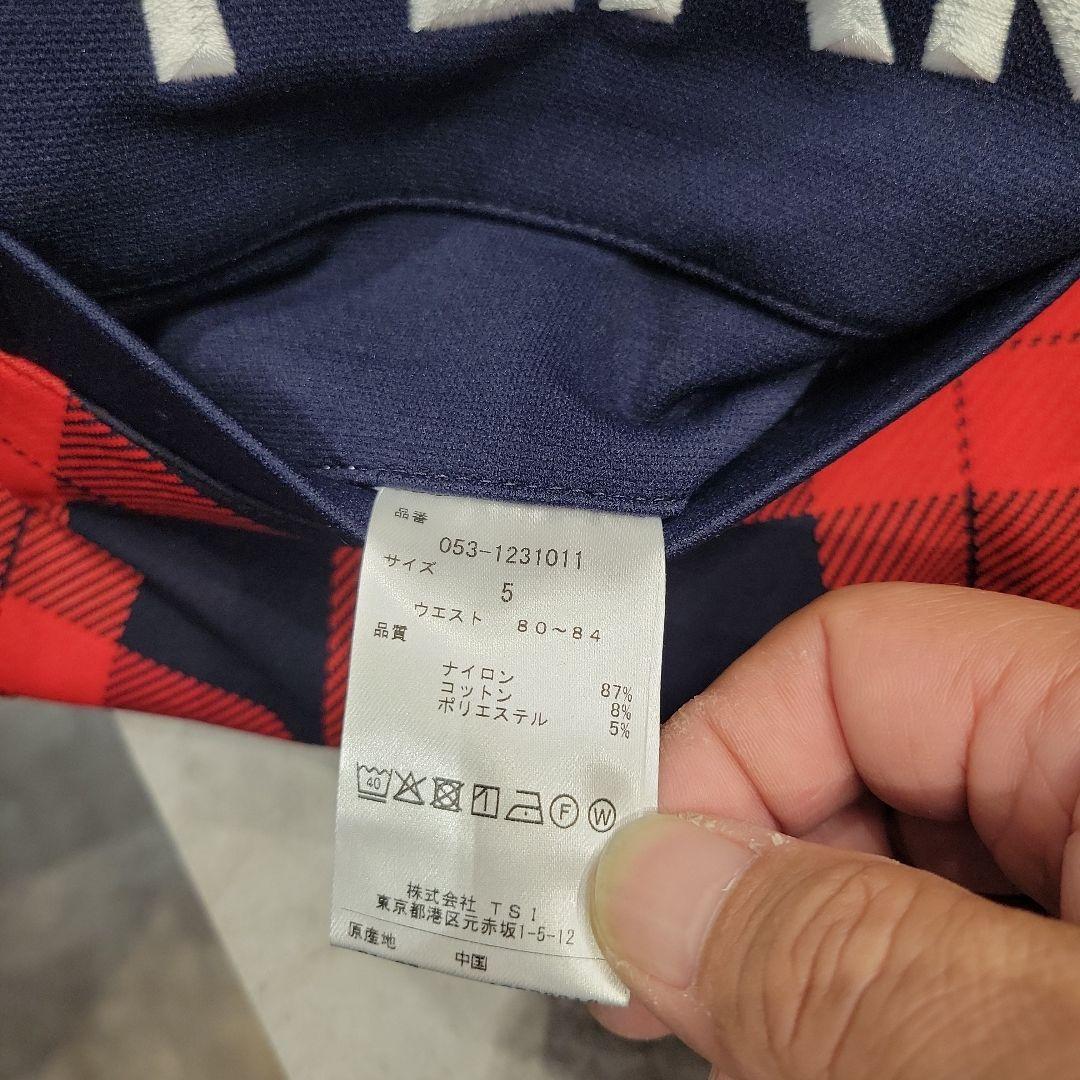 品番
053-1231011
サイズ
5
ウエスト 80～84
品質
ナイロン 87%
コットン 8%
ポリエステル 5%
40
F W
株式会社 TSI
東京都港区元赤坂1-5-12
原産地 中国